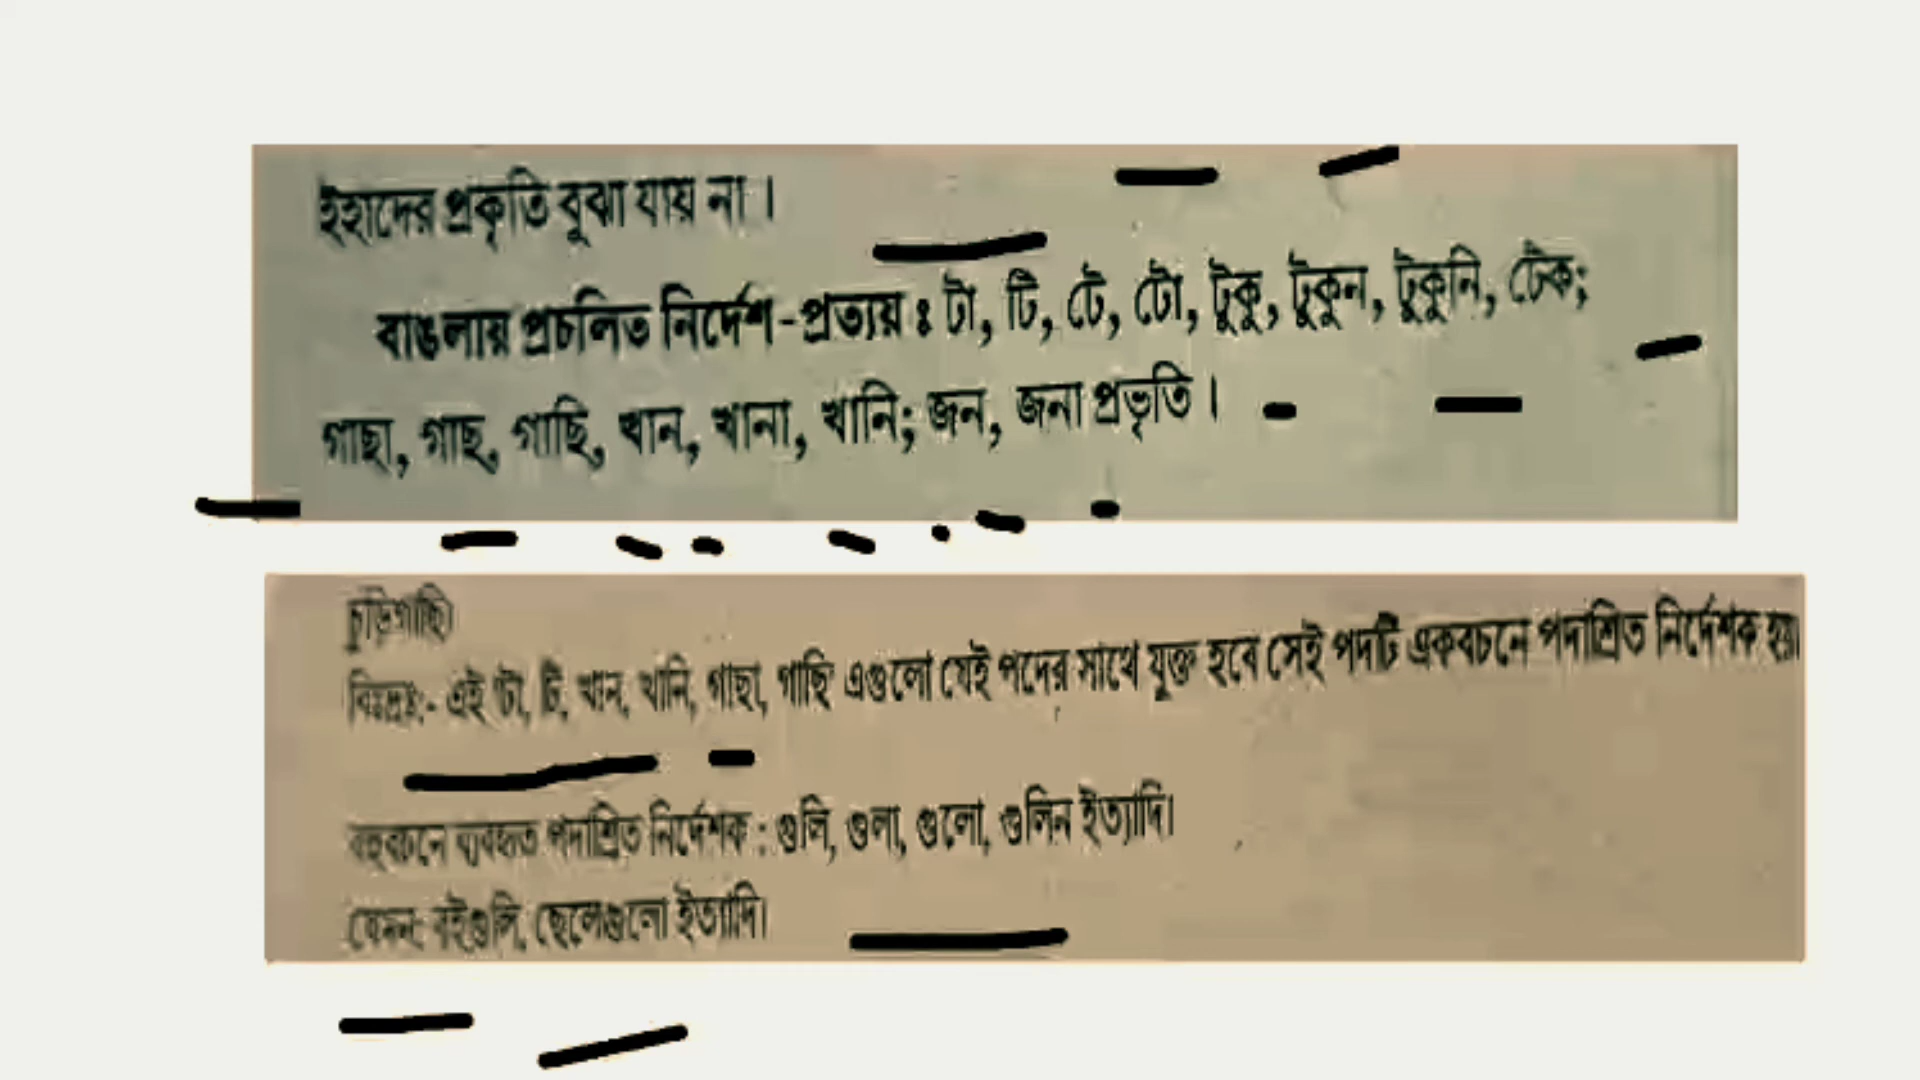 ইহাদের প্রকৃতি বুঝা যায় না।
বাঙলায় প্রচলিত নির্দেশ-প্রত্যয় ঃ টা, টি, টে, টো, টুকু, টুকুন, টুকুনি, টেক;
গাছা, গাছ, গাছি, খান, খানা, খানি; জন, জনা প্রভৃতি।
চুড়িগাছি)
বিঃদ্রঃ:- এই 'টা, টি, খান, খানি, গাছা, গাছি' এগুলো যেই পদের সাথে যুক্ত হবে সেই পদটি একবচনে পদাশ্রিত নির্দেশক হয়।
বহুবচনে ব্যবহৃত পদাশ্রিত নির্দেশক : গুলি, গুলা, গুলো, গুলিন ইত্যাদি।
যেমন: বইগুলি, ছেলেগুলো ইত্যাদি।